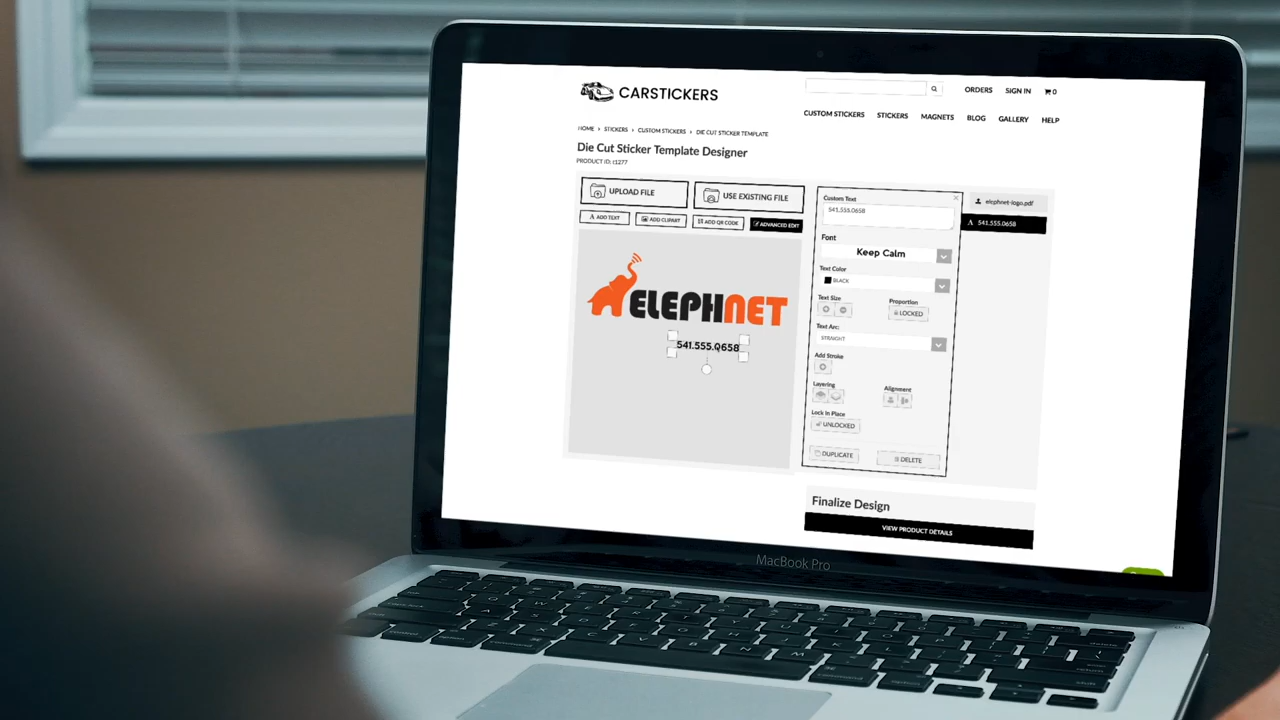 CARSTICKERS
ORDERS SIGN IN 0
CUSTOM STICKERS STICKERS MAGNETS BLOG GALLERY HELP
HOME > STICKERS > CUSTOM STICKERS > DIE CUT STICKER TEMPLATE
Die Cut Sticker Template Designer
PRODUCT ID: c1277
UPLOAD FILE
USE EXISTING FILE
ADD TEXT
ADD CLIPART
ADD QR CODE
ADVANCED EDIT
ELEPHNET
541.555.0658
Custom Text
541.555.0658
Font
Keep Calm
Text Color
BLACK
Text Size
Proportion
LOCKED
Text Arc:
STRAIGHT
Add Stroke
Layering
Alignment
Lock In Place
UNLOCKED
DUPLICATE
DELETE
elephnet-logo.pdf
A 541.555.0658
Finalize Design
VIEW PRODUCT DETAILS
MacBook Pro